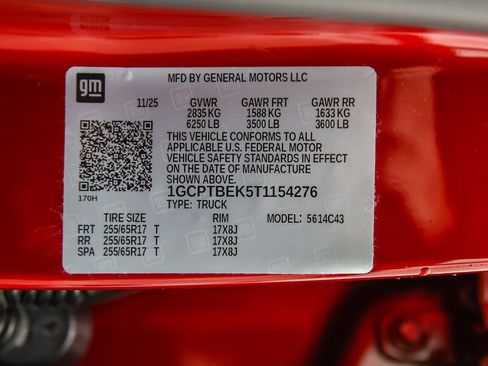 gm
MFD BY GENERAL MOTORS LLC
11/25 GVWR GAWR FRT GAWR RR
2835 KG 1588 KG 1633 KG
6250 LB 3500 LB 3600 LB
THIS VEHICLE CONFORMS TO ALL
APPLICABLE U.S. FEDERAL MOTOR
VEHICLE SAFETY STANDARDS IN EFFECT
ON THE DATE OF MANUFACTURE
SHOWN ABOVE.
1GCPTBEK5T1154276
170H TYPE: TRUCK
TIRE SIZE RIM MODEL: 5614C43
FRT 255/65R17 T 17X8J
RR 255/65R17 T 17X8J
SPA 255/65R17 T 17X8J